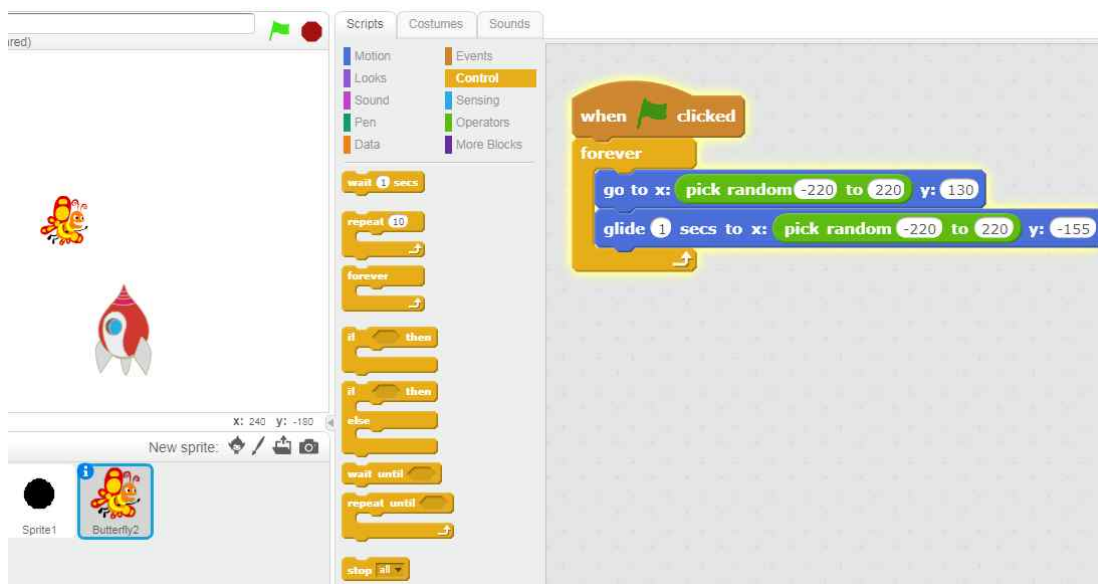 ared)
Scripts Costumes Sounds
Motion Events
Looks Control
Sound Sensing
Pen Operators
Data More Blocks
wait 1 secs
repeat 10
forever
if then
if then
else
wait until
repeat until
stop all
when clicked
forever
go to x: pick random -220 to 220 y: 130
glide 1 secs to x: pick random -220 to 220 y: -155
x: 240 y: -180
New sprite:
i
Sprite1 Butterfly2